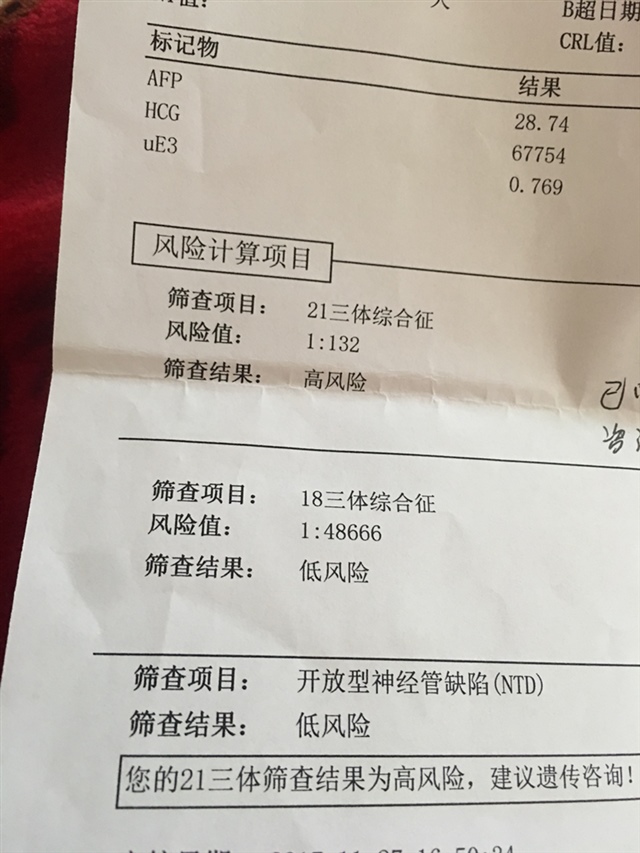 值：
B超日期
CRL值：
标记物 结果
AFP 28.74
HCG 67754
uE3 0.769
风险计算项目
筛查项目： 21三体综合征
风险值： 1:132
筛查结果： 高风险
筛查项目： 18三体综合征
风险值： 1:48666
筛查结果： 低风险
筛查项目： 开放型神经管缺陷(NTD)
筛查结果： 低风险
您的21三体筛查结果为高风险，建议遗传咨询！